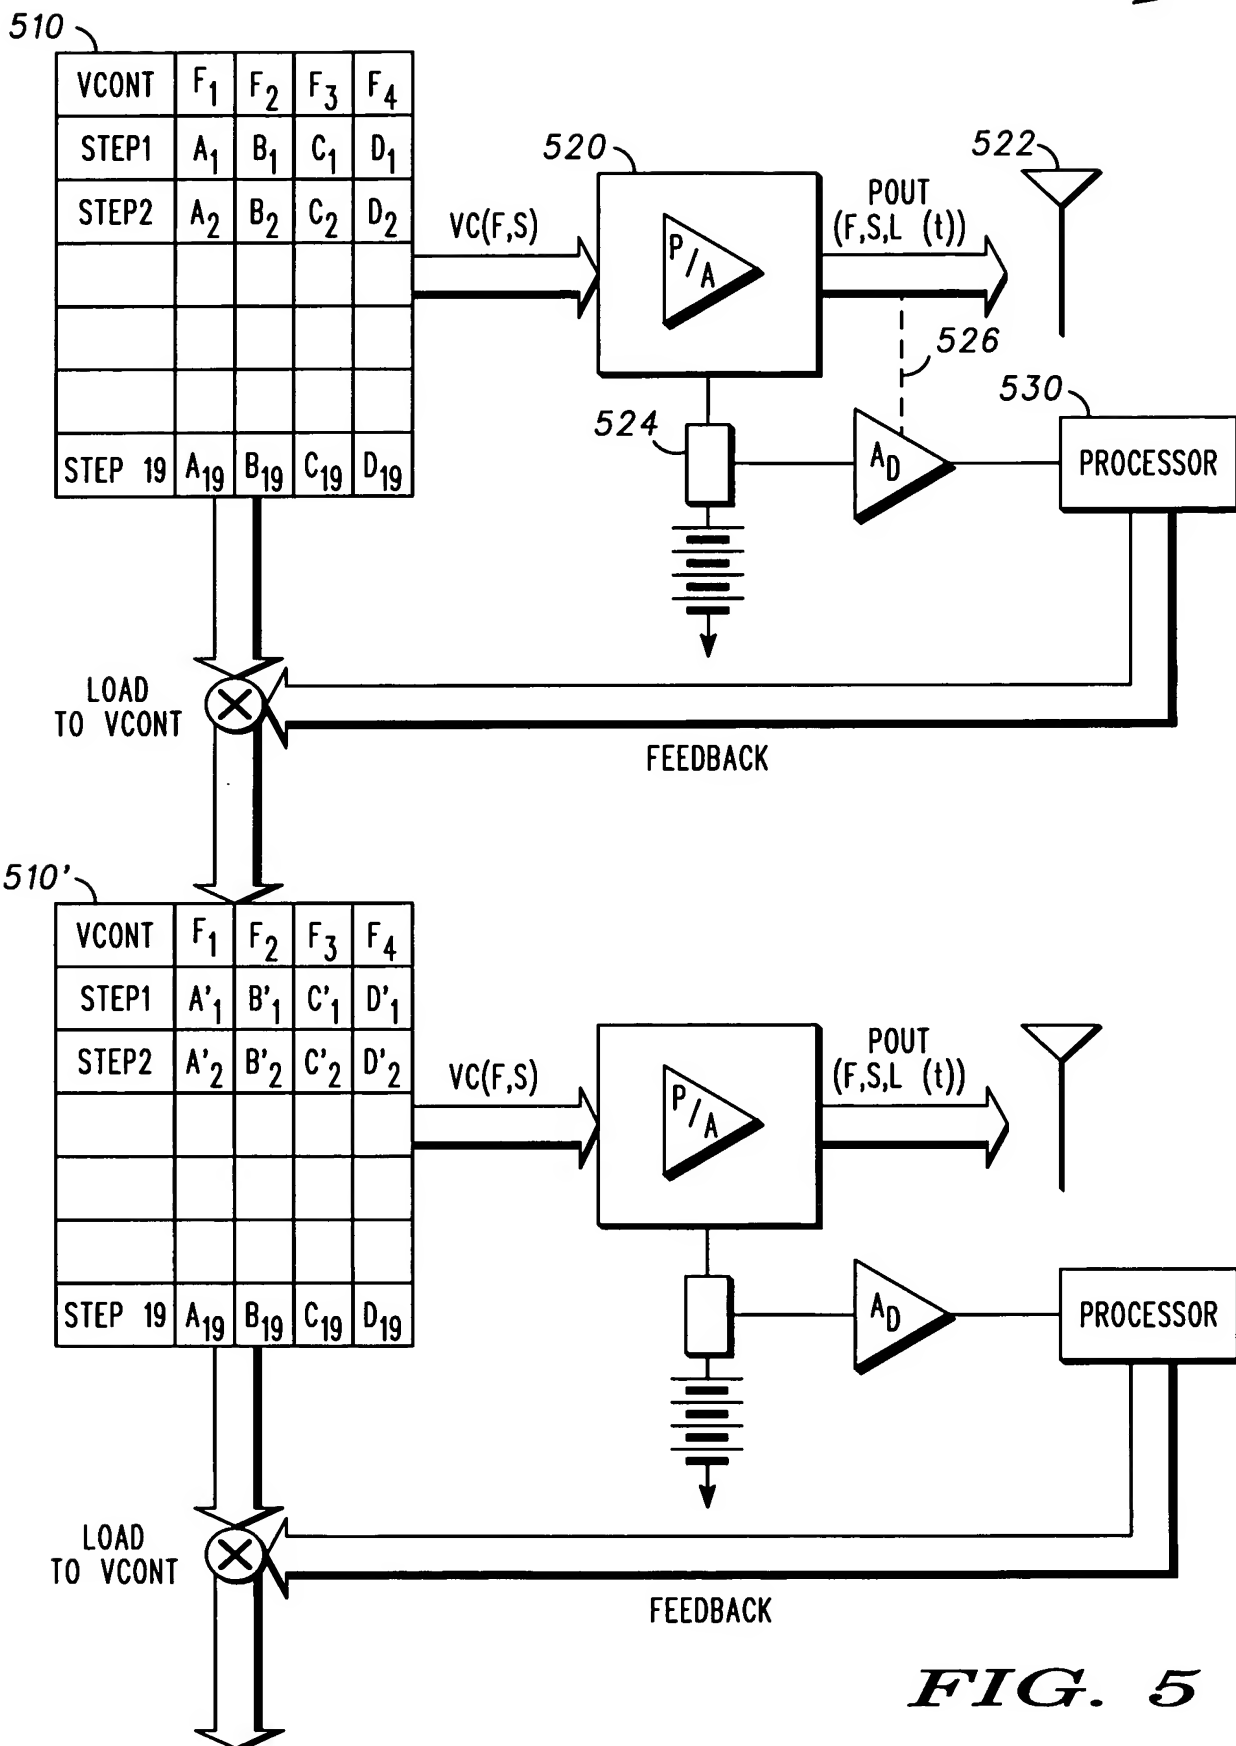 510
VCONT F1 F2 F3 F4
STEP1 A1 B1 C1 D1
STEP2 A2 B2 C2 D2
STEP 19 A19 B19 C19 D19
VC(F,S)
520
P/A
POUT
(F,S,L (t))
522
526
524
AD
530
PROCESSOR
LOAD
TO VCONT
FEEDBACK
510'
VCONT F1 F2 F3 F4
STEP1 A'1 B'1 C'1 D'1
STEP2 A'2 B'2 C'2 D'2
STEP 19 A19 B19 C19 D19
VC(F,S)
P/A
POUT
(F,S,L (t))
AD
PROCESSOR
LOAD
TO VCONT
FEEDBACK
FIG. 5